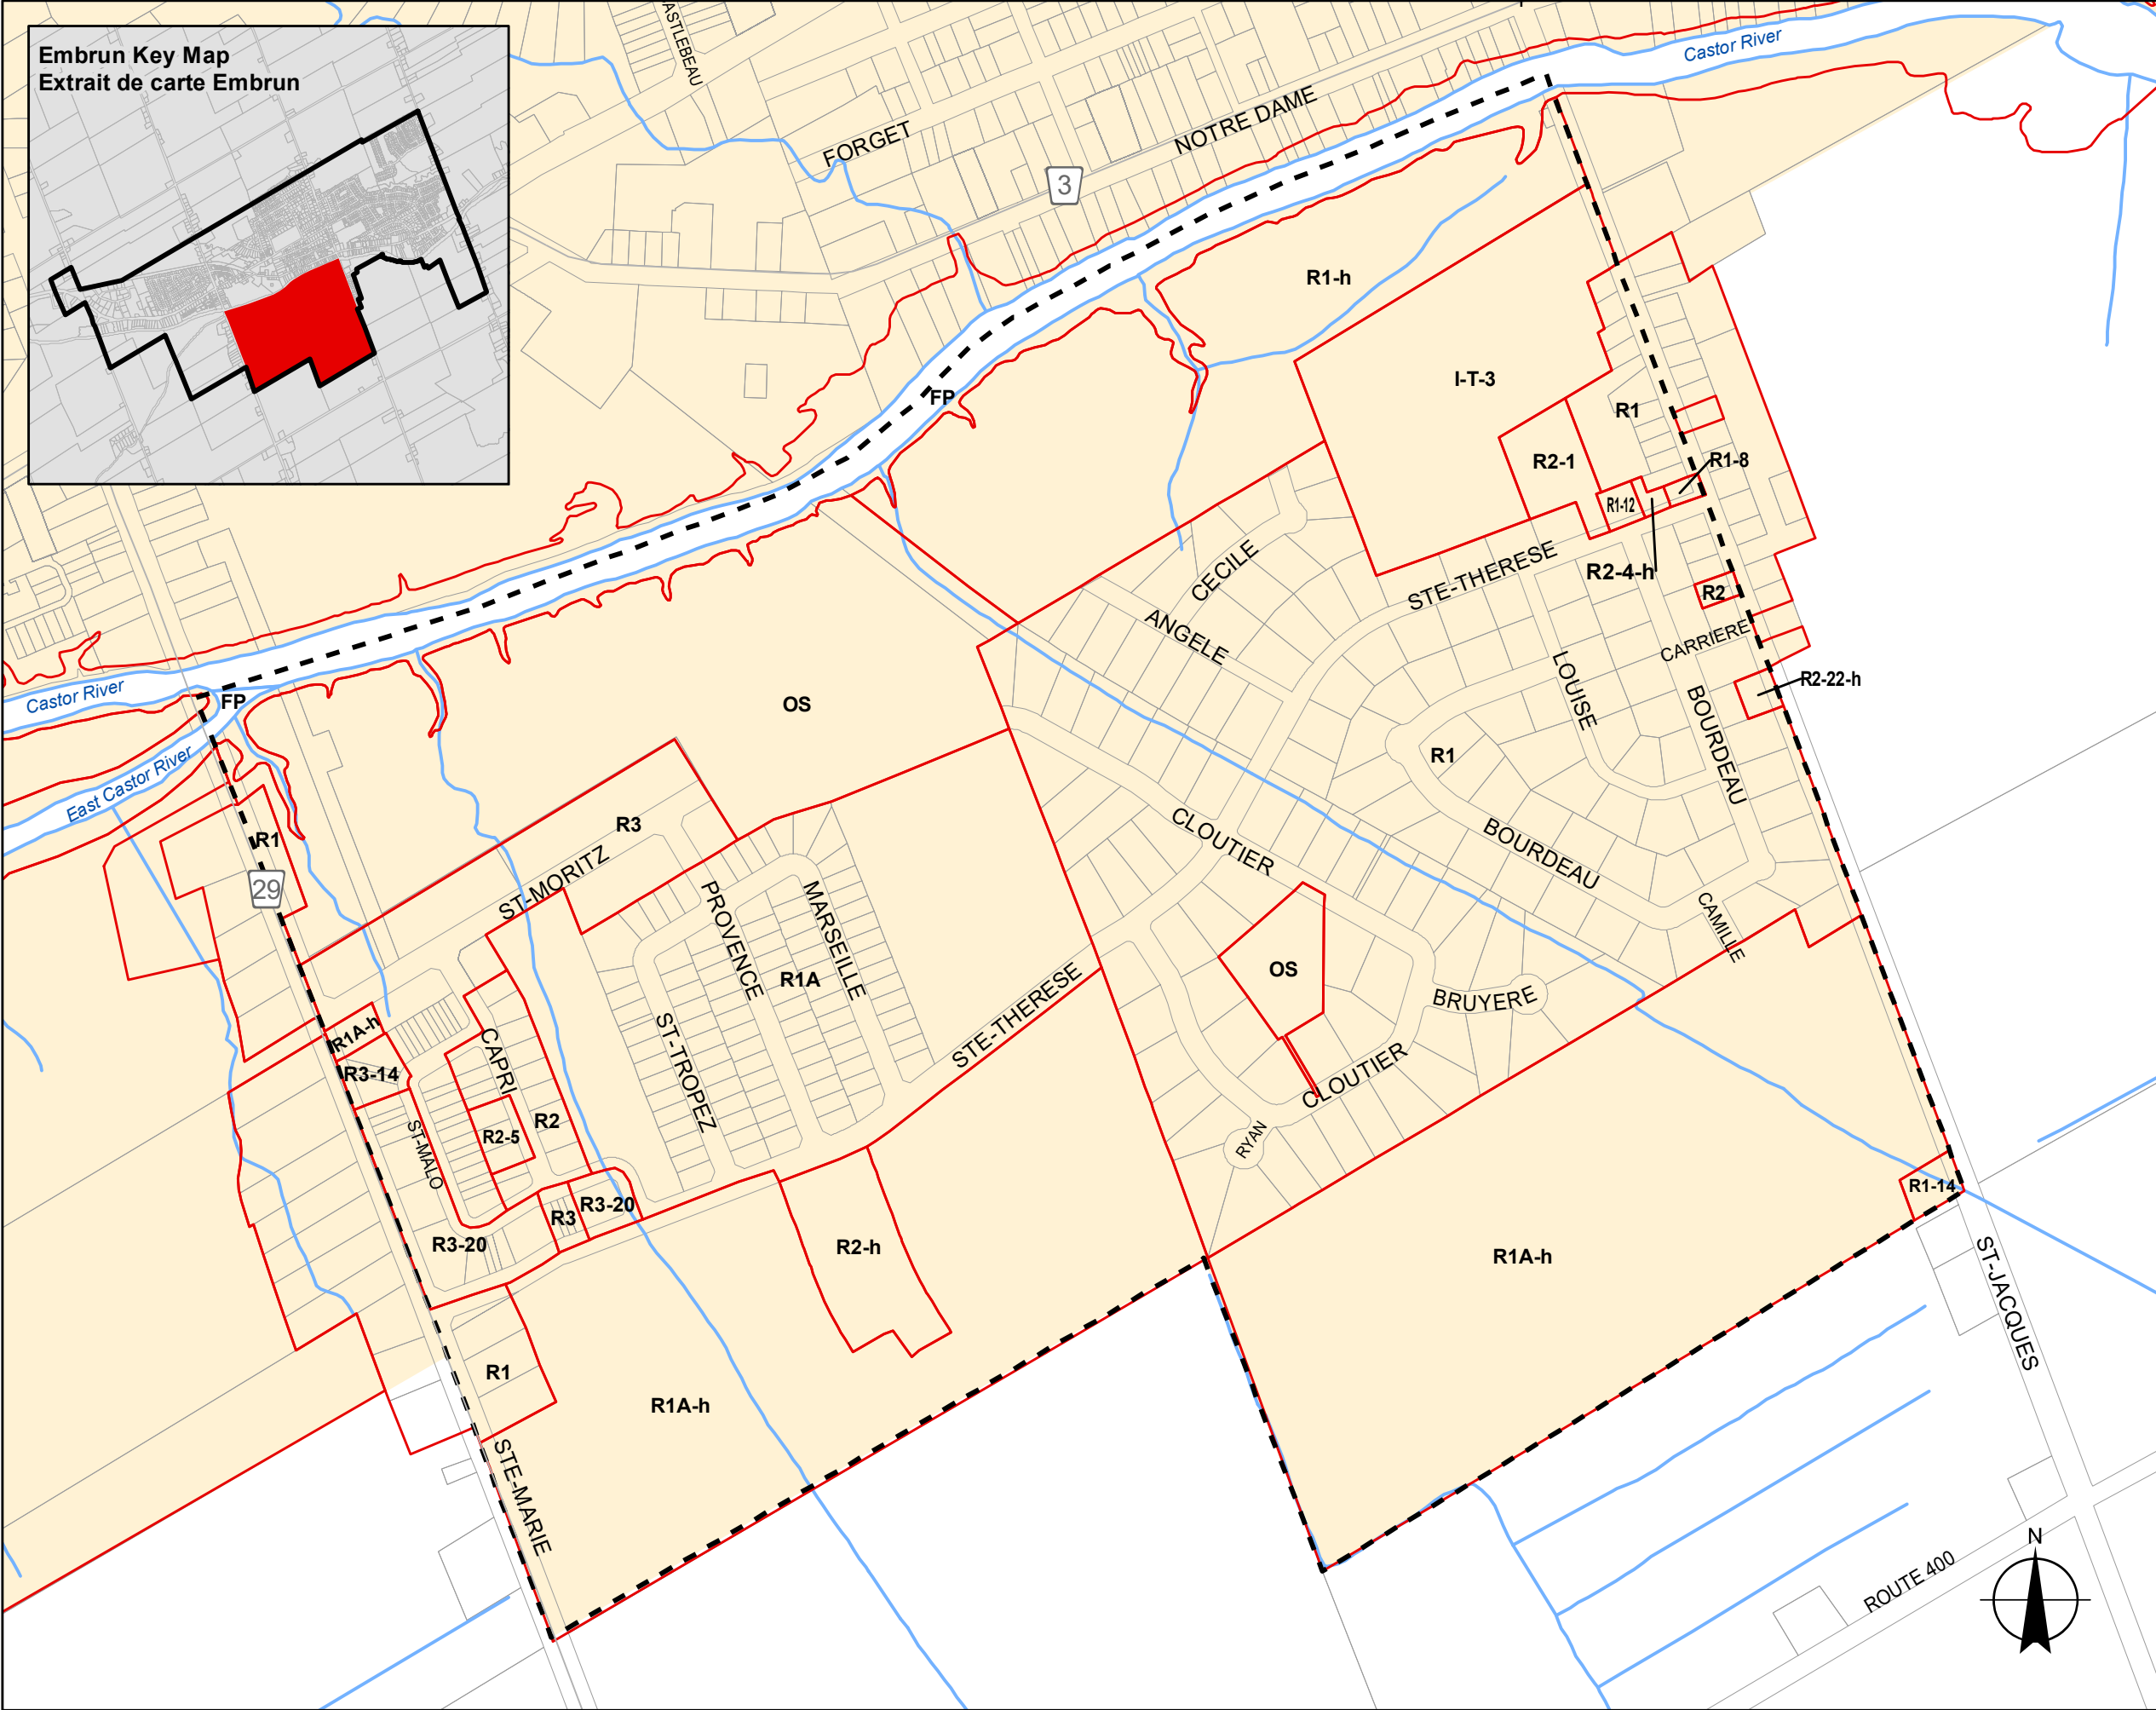 Embrun Key Map
Extrait de carte Embrun
ASTLEBEAU
FORGET
NOTRE DAME
3
Castor River
R1-h
I-T-3
FP
R1
R2-1
R1-8
R1-12
R2-4-h
CECILE
ANGELE
STE-THERESE
R2
CARRIERE
LOUISE
BOURDEAU
R2-22-h
Castor River
FP
OS
R1
East Castor River
R1
29
R3
ST-MORITZ
CLOUTIER
BOURDEAU
PROVENCE
MARSEILLE
R1A
CAMILLE
OS
BRUYERE
STE-THERESE
ST-TROPEZ
R1A-h
R3-14
CAPRI
R2
R2-5
ST-MALO
CLOUTIER
RYAN
R3-20
R3
R3-20
R2-h
R1-14
R1A-h
ST-JACQUES
R1
R1A-h
STE-MARIE
N
ROUTE 400